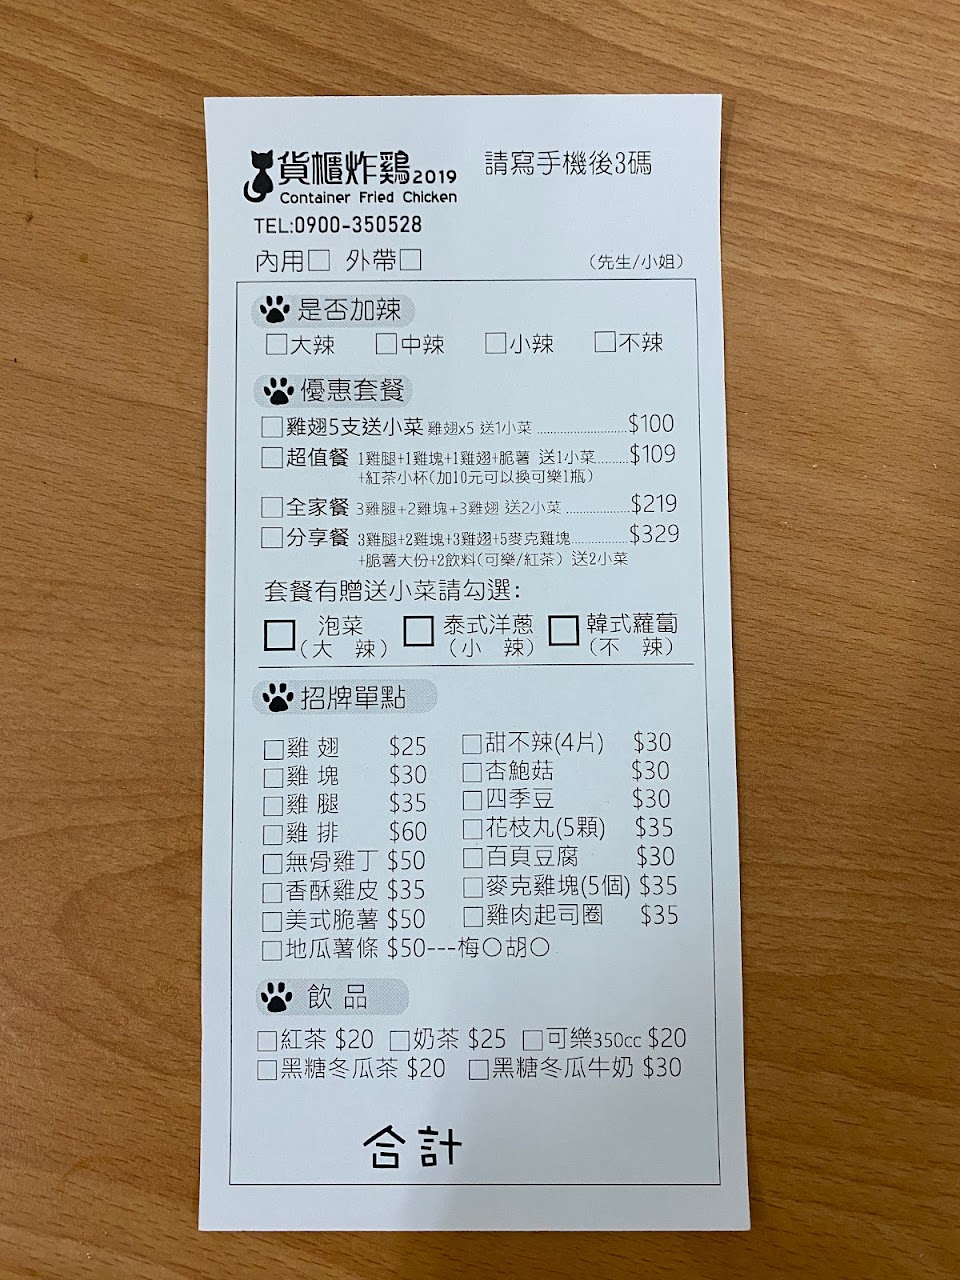 貨櫃炸鷄2019
Container Fried Chicken
請寫手機後3碼
TEL:0900-350528
內用□ 外帶□ (先生/小姐)
是否加辣
□大辣 □中辣 □小辣 □不辣
優惠套餐
□雞翅5支送小菜 雞翅x5 送1小菜 $100
□超值餐 1雞腿+1雞塊+1雞翅+脆薯 送1小菜 $109
+紅茶小杯(加10元可以換可樂1瓶)
□全家餐 3雞腿+2雞塊+3雞翅 送2小菜 $219
□分享餐 3雞腿+2雞塊+3雞翅+5麥克雞塊 $329
+脆薯大份+2飲料(可樂/紅茶) 送2小菜
套餐有贈送小菜請勾選:
□ 泡菜 □ 泰式洋蔥 □ 韓式蘿蔔
(大 辣) (小 辣) (不 辣)
招牌單點
□雞 翅 $25 □甜不辣(4片) $30
□雞 塊 $30 □杏鮑菇 $30
□雞 腿 $35 □四季豆 $30
□雞 排 $60 □花枝丸(5顆) $35
□無骨雞丁 $50 □百頁豆腐 $30
□香酥雞皮 $35 □麥克雞塊(5個) $35
□美式脆薯 $50 □雞肉起司圈 $35
□地瓜薯條 $50---梅○胡○
飲 品
□紅茶 $20 □奶茶 $25 □可樂350cc $20
□黑糖冬瓜茶 $20 □黑糖冬瓜牛奶 $30
合計